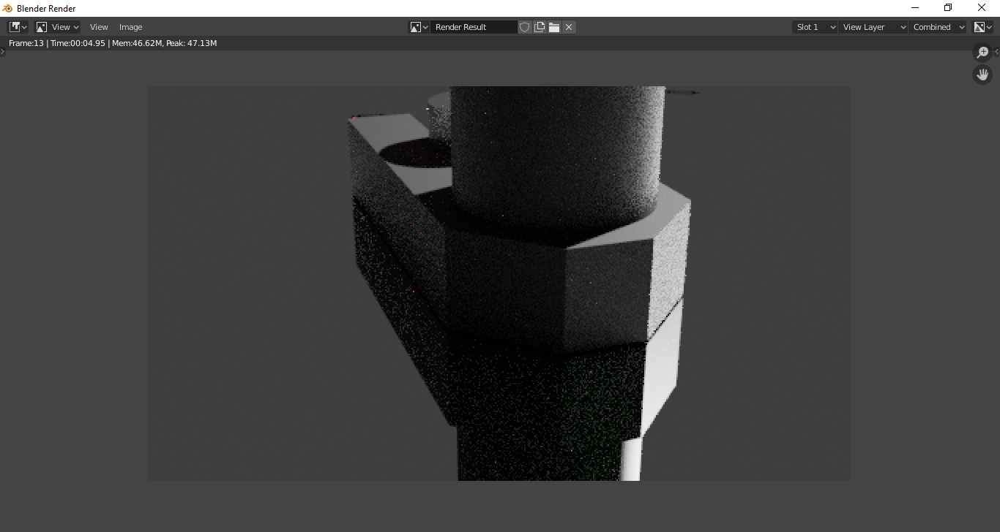 Blender Render
View View Image Render Result Slot 1 View Layer Combined
Frame:13 | Time:00:04.95 | Mem:46.62M, Peak: 47.13M